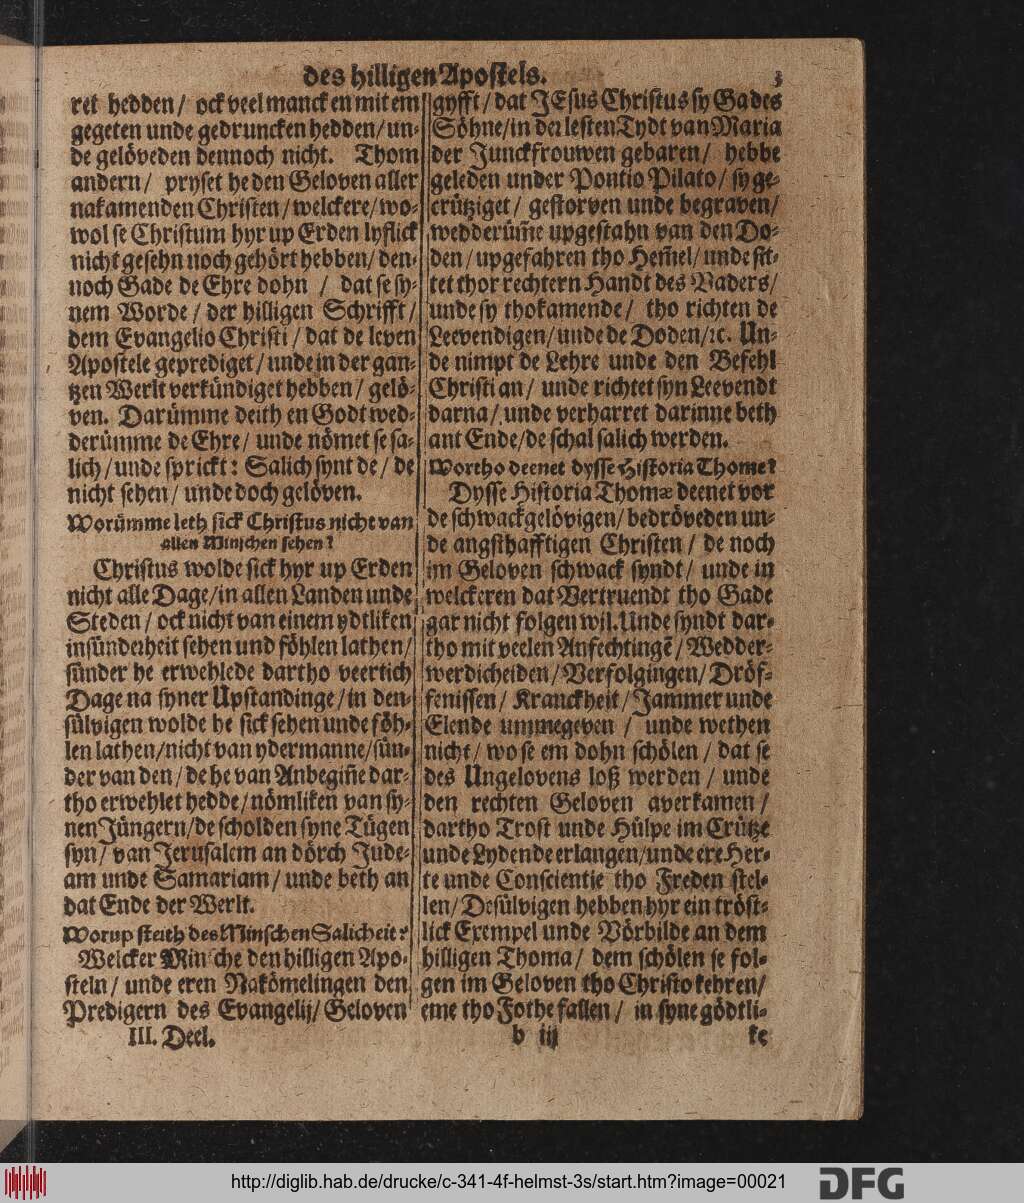 des hilligen Apostels. 3
ret hedden / ock veel manck en mit em
gegeten unde gedruncken hedden / un-
de gelöveden dennoch nicht. Thom
andern / pryset he den Geloven aller
nakamenden Christen / welckere / wo-
wol se Christum hyr up Erden lyflick
nicht gesehn noch gehört hebben / den-
noch Gade de Ehre dohn / dat se sy-
nem Worde / der hilligen Schrifft /
dem Evangelio Christi / dat de leven
Apostele geprediget / unde in der gan-
tzen Werlt verkündiget hebben / gelö-
ven. Darümme deith en Godt wed-
derümme de Ehre / unde nömet se sa-
lich / unde sprickt: Salich synt de / de
nicht sehen / unde doch gelöven.
Worümme leth sick Christus nicht van
allen Minschen sehen?
Christus wolde sick hyr up Erden
nicht alle Dage / in allen Landen unde
Steden / ock nicht van einem ydtliken
insünderheit sehen und föhlen lathen /
sünder he erwehlede dartho veertich
Dage na syner Upstandinge / in den-
sülvigen wolde he sick sehen unde föh-
len lathen / nicht van ydermanne / sün-
der van den / de he van Anbegiñe dar-
tho erwehlet hedde / nömliken van sy-
nen Jüngern / de scholden syne Tügen
syn / van Jerusalem an dörch Jude-
am unde Samariam / unde beth an
dat Ende der Werlt.
Worup steith des Minschen Salicheit?
Welcker Minsche den hilligen Apo-
steln / unde eren Nakömelingen den
Predigern des Evangelij / Geloven
III. Deel.
gyfft / dat JEsus Christus sy Gades
Söhne / in der lesten Tydt van Maria
der Junckfrouwen gebaren / hebbe
geleden under Pontio Pilato / sy ge-
crütziget / gestorven unde begraven /
wedderüm̃e upgestahn van den Do-
den / upgefahren tho Hem̃el / unde sit-
tet thor rechtern Handt des Vaders /
unde sy thokamende / tho richten de
Leevendigen / unde de Doden / ꝛc. Un-
de nimpt de Lehre unde den Befehl
Christi an / unde richtet syn Leevendt
darna / unde verharret darinne beth
ant Ende / de schal salich werden.
Wortho deenet dysse Historia Thome?
Dysse Historia Thomæ deenet vor
de schwackgelövigen / bedröveden un-
de angsthafftigen Christen / de noch
im Geloven schwack syndt / unde in
welckeren dat Vertruendt tho Gade
gar nicht folgen wil. Unde syndt dar-
tho mit veelen Anfechtingẽ / Wedder-
werdicheiden / Verfolgingen / Dröf-
fenissen / Kranckheit / Jammer unde
Elende ummegeven / unde wethen
nicht / wo se em dohn schölen / dat se
des Ungelovens loß werden / unde
den rechten Geloven averkamen /
dartho Trost unde Hülpe im Crütze
unde Lydende erlangen / unde ere Her-
te unde Conscientie tho Freden stel-
len / Desülvigen hebben hyr ein tröst-
lick Exempel unde Vörbilde an dem
hilligen Thoma / dem schölen se fol-
gen im Geloven tho Christo kehren /
eme tho Fothe fallen / in syne gödtli-
b iij ke
http://diglib.hab.de/drucke/c-341-4f-helmst-3s/start.htm?image=00021
DFG